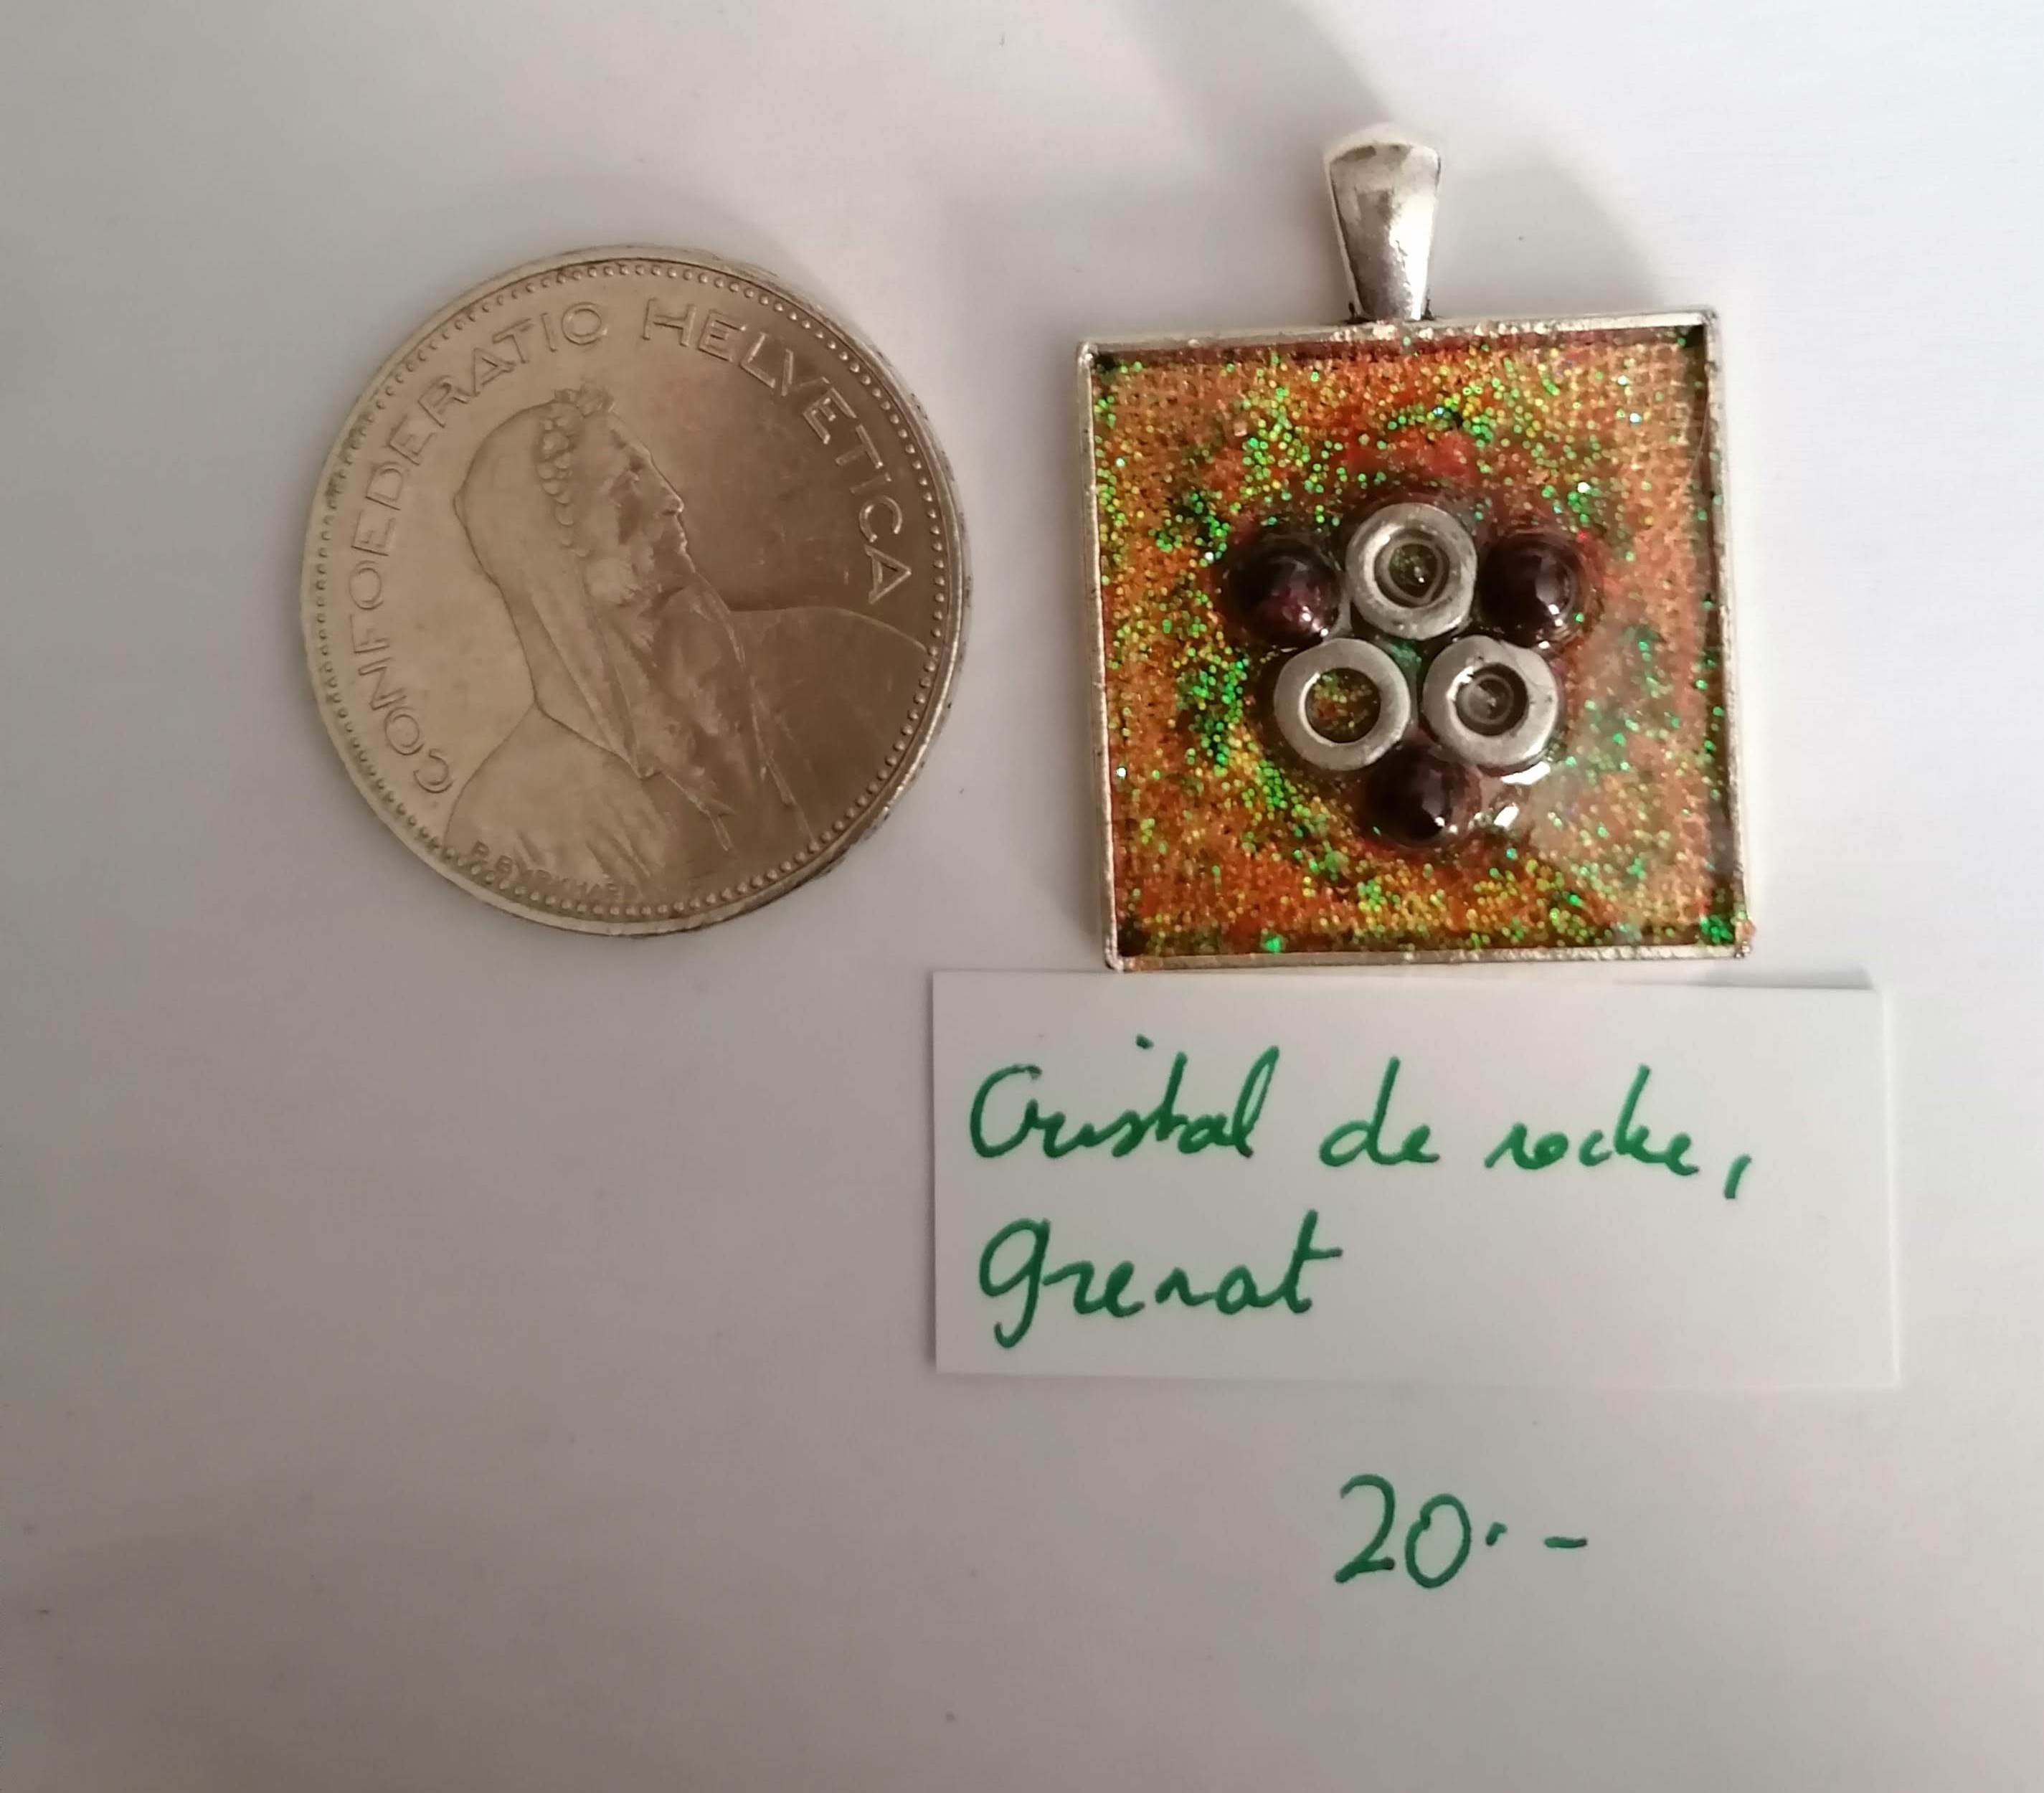 CONFOEDERATIO HELVETICA
Cristal de roche,
Grenat
20.-